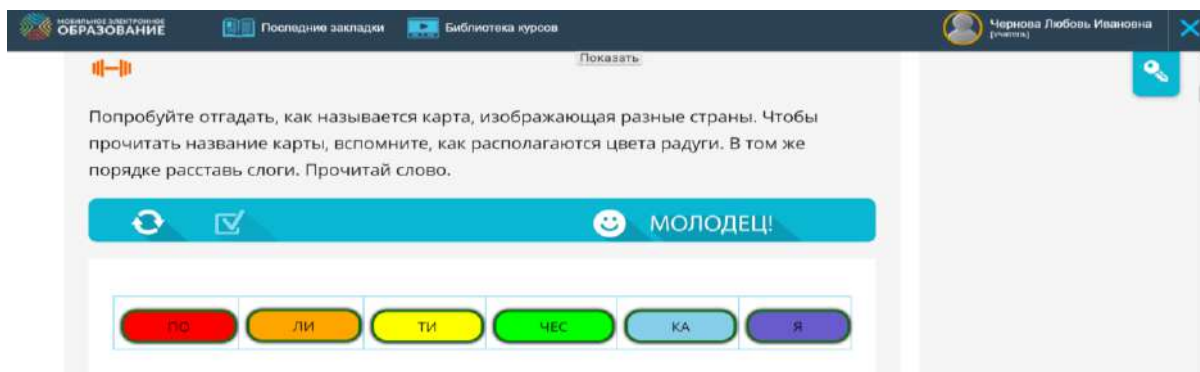 МОБИЛЬНОЕ ЭЛЕКТРОННОЕ
ОБРАЗОВАНИЕ
Последние закладки
Библиотека курсов
Чернова Любовь Ивановна
[учитель]
Показать
Попробуйте отгадать, как называется карта, изображающая разные страны. Чтобы
прочитать название карты, вспомните, как располагаются цвета радуги. В том же
порядке расставь слоги. Прочитай слово.
МОЛОДЕЦ!
ПО ЛИ ТИ ЧЕС КА Я